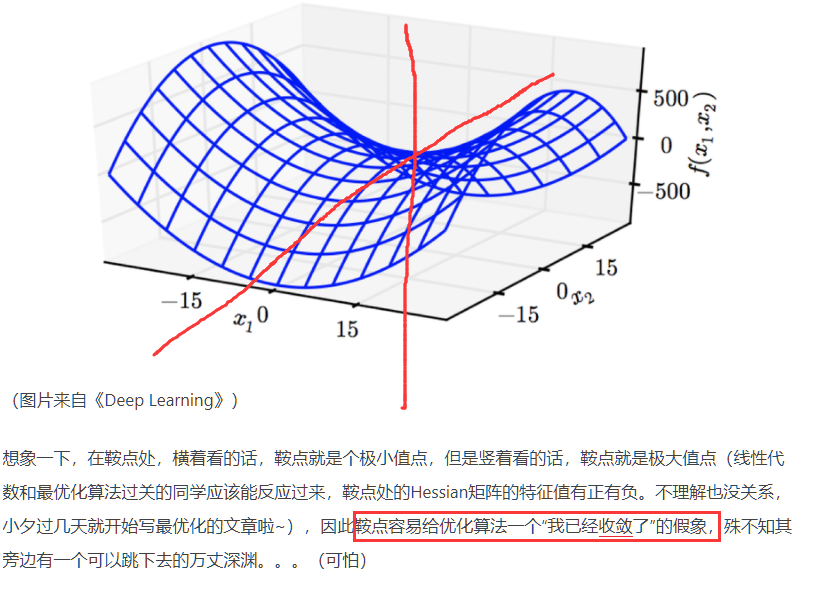 500
0
−500
f(x₁,x₂)
15
0
x₂
−15
−15
x₁
0
15
（图片来自《Deep Learning》）
想象一下，在鞍点处，横着看的话，鞍点就是个极小值点，但是竖着看的话，鞍点就是极大值点（线性代
数和最优化算法过关的同学应该能反应过来，鞍点处的Hessian矩阵的特征值有正有负。不理解也没关系，
小夕过几天就开始写最优化的文章啦~），因此鞍点容易给优化算法一个“我已经收敛了”的假象，殊不知其
旁边有一个可以跳下去的万丈深渊。。。（可怕）